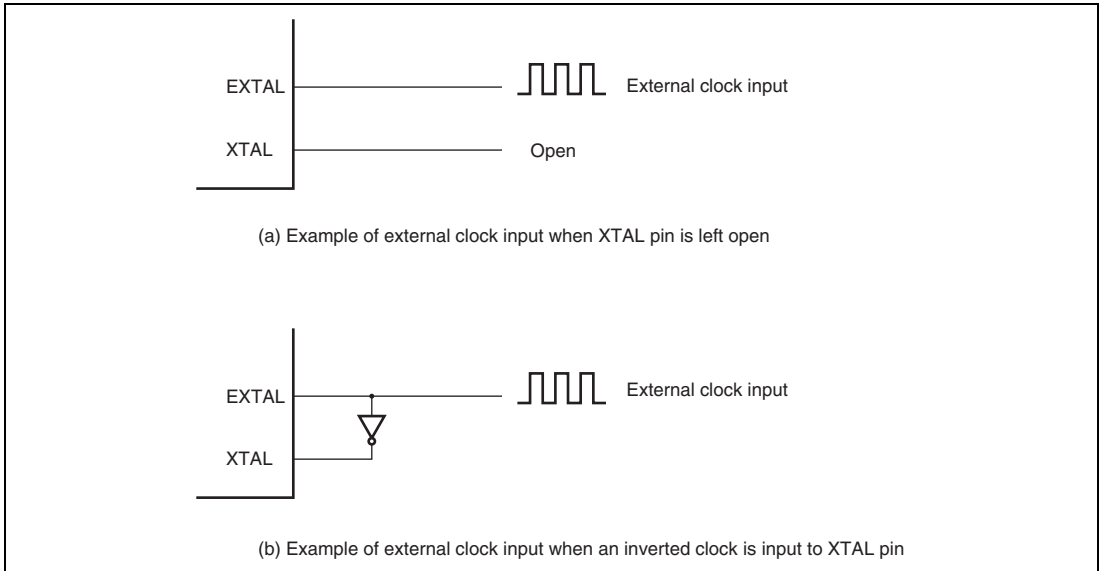 EXTAL
External clock input
XTAL
Open
(a) Example of external clock input when XTAL pin is left open
EXTAL
External clock input
XTAL
(b) Example of external clock input when an inverted clock is input to XTAL pin